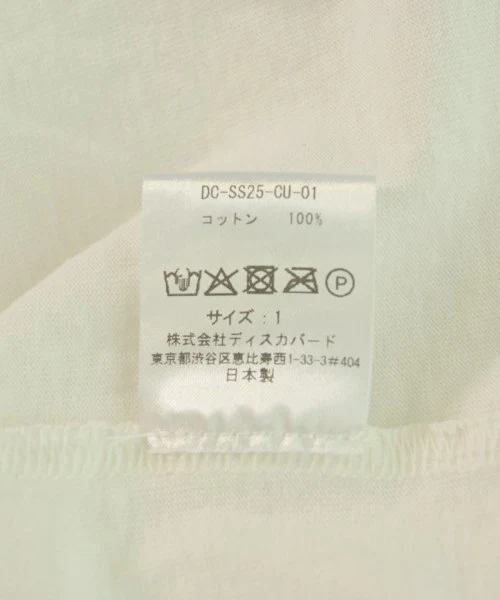 DC-SS25-CU-01
コットン 100%
P
サイズ：1
株式会社ディスカバード
東京都渋谷区恵比寿西1-33-3#404
日本製